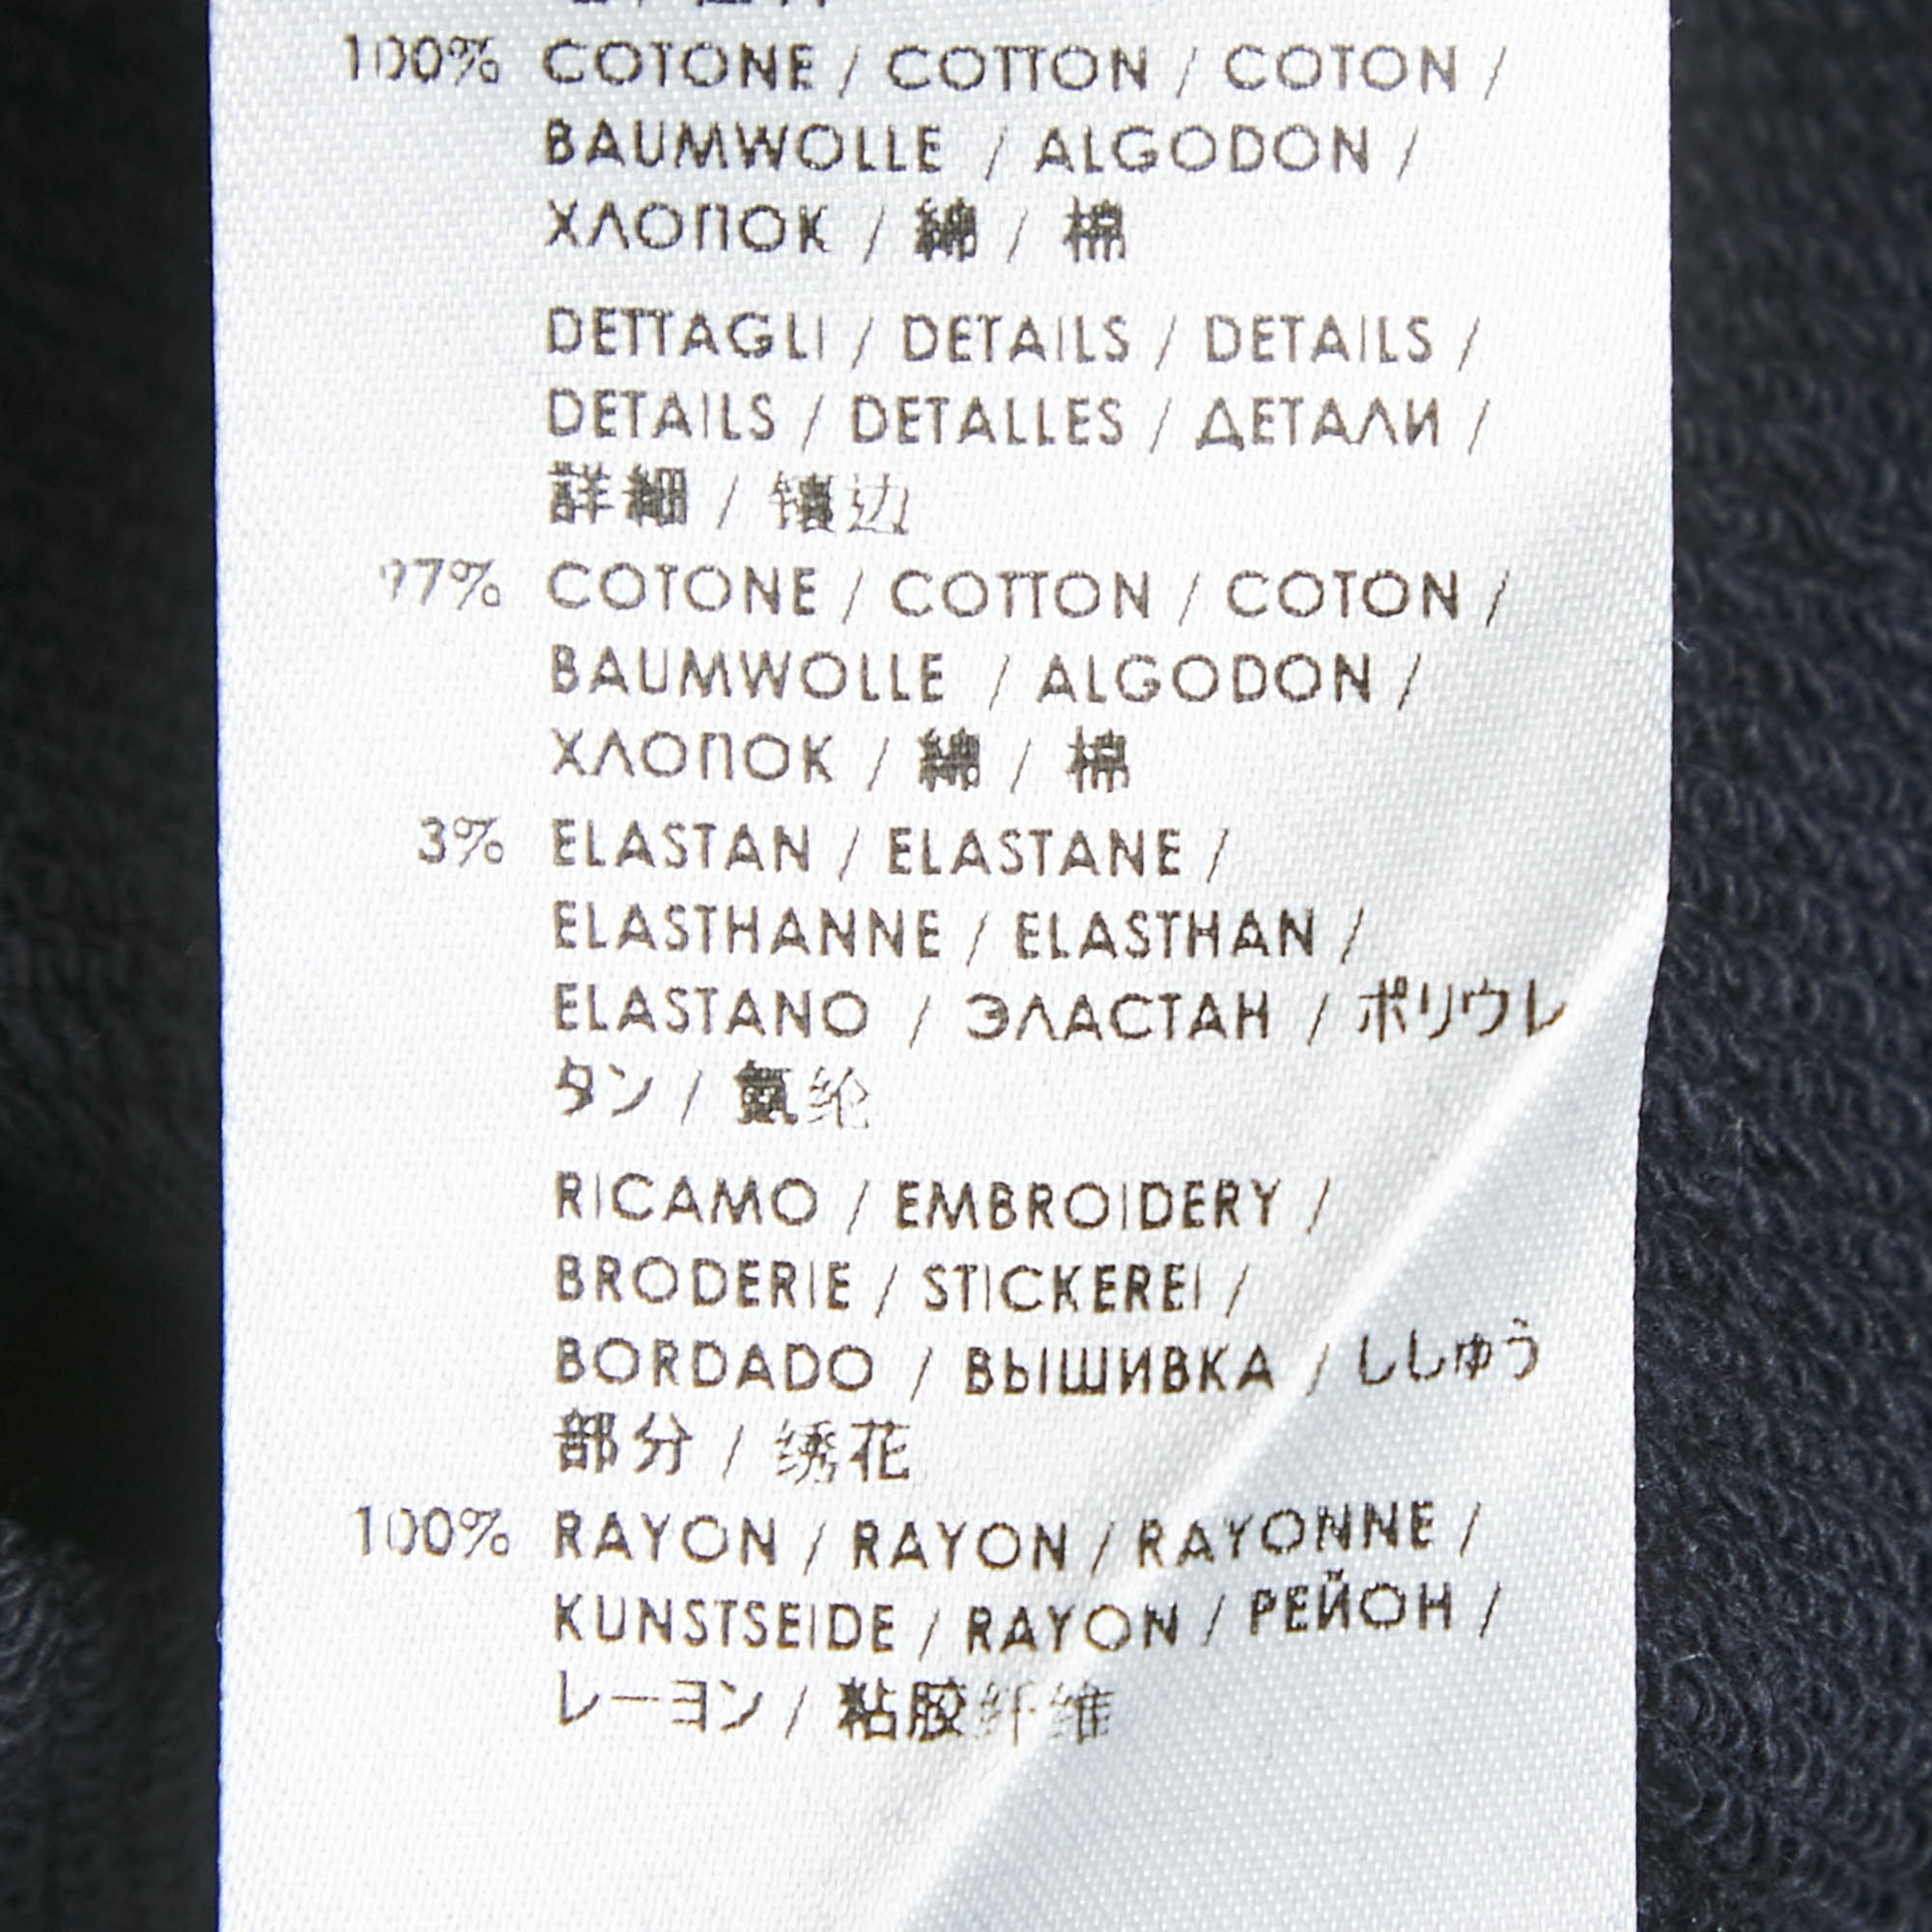 100% COTONE / COTTON / COTON /
BAUMWOLLE / ALGODON /
ХЛОПОК / 綿 / 棉
DETTAGLI / DETAILS / DETAILS /
DETAILS / DETALLES / ДЕТАЛИ /
詳細 / 镶边
97% COTONE / COTTON / COTON /
BAUMWOLLE / ALGODON /
ХЛОПОК / 綿 / 棉
3% ELASTAN / ELASTANE /
ELASTHANNE / ELASTHAN /
ELASTANO / ЭЛАСТАН / ポリウレ
タン / 氨纶
RICAMO / EMBROIDERY /
BRODERIE / STICKEREI /
BORDADO / ВЫШИВКА / ししゅう
部分 / 绣花
100% RAYON / RAYON / RAYONNE /
KUNSTSEIDE / RAYON / РЕЙОН /
レーヨン / 粘胶纤维